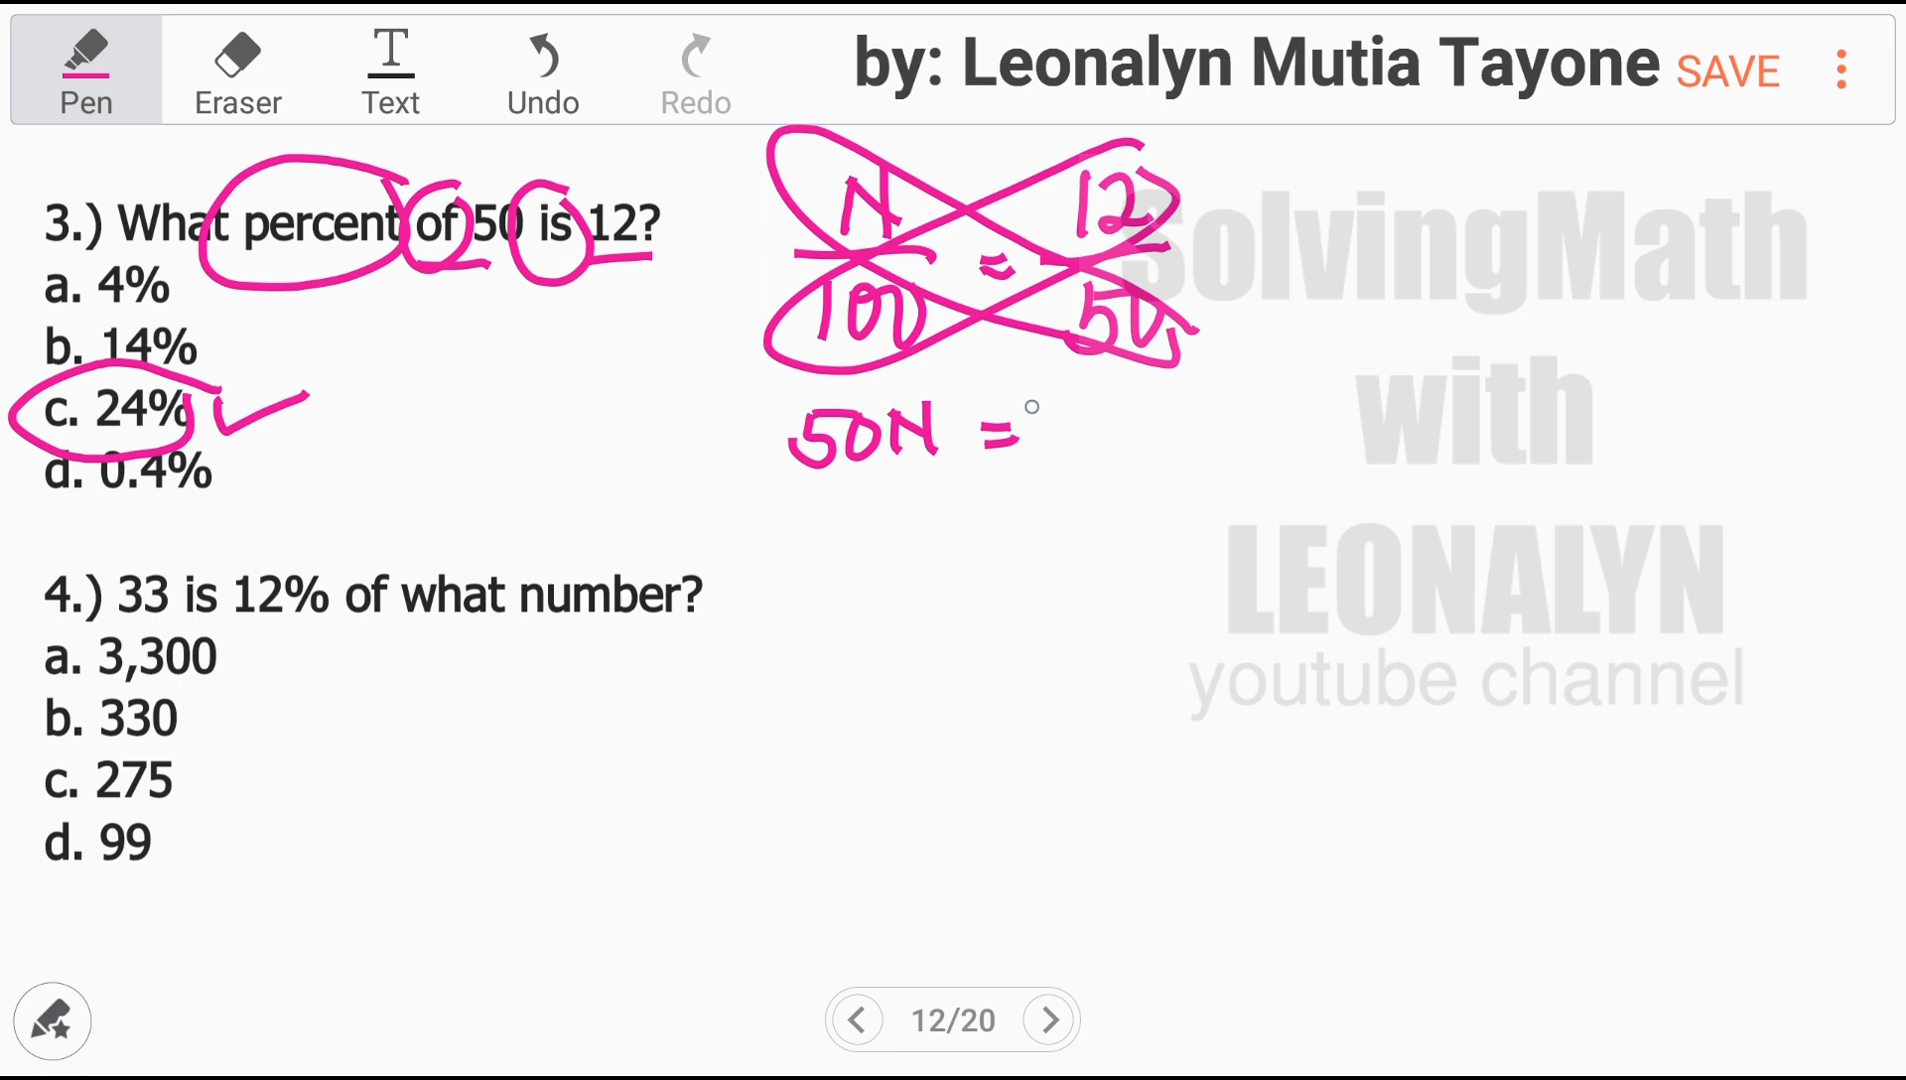 Pen
Eraser
T
Text
Undo
Redo
by: Leonalyn Mutia Tayone
SAVE
3.) What percent of 50 is 12?
a. 4%
b. 14%
c. 24%
d. 0.4%
N/100 = 12/50
50N =
4.) 33 is 12% of what number?
a. 3,300
b. 330
c. 275
d. 99
SolvingMath
with
LEONALYN
youtube channel
12/20